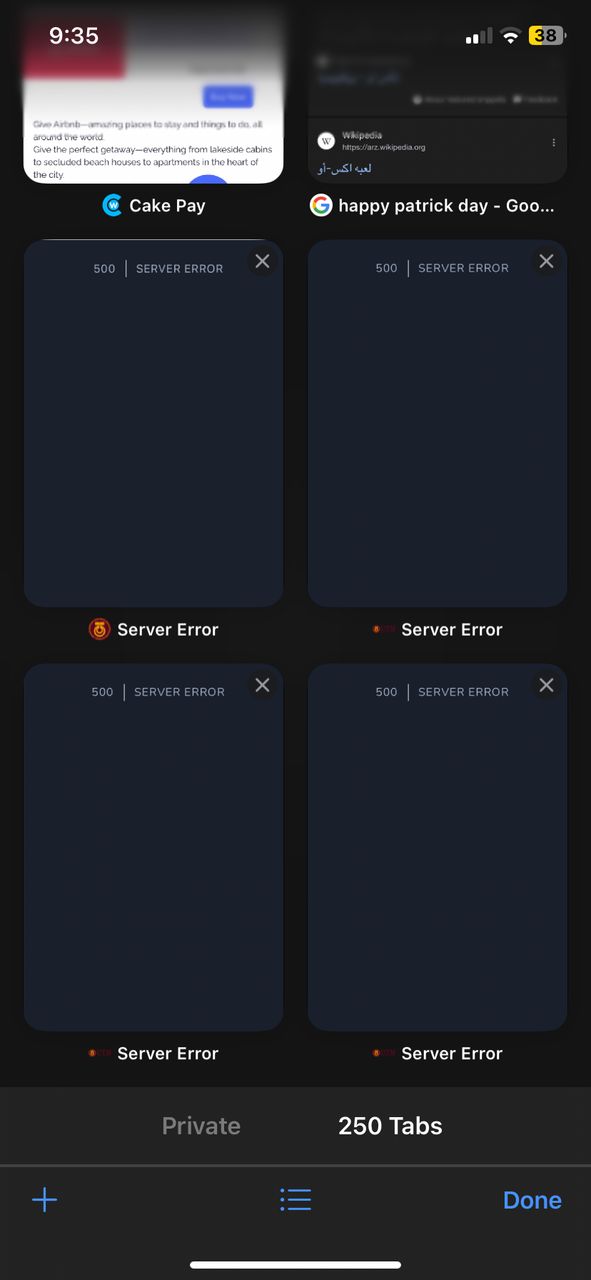 9:35
38
Buy Now
Give Airbnb—amazing places to stay and things to do, all
around the world.
Give the perfect getaway—everything from lakeside cabins
to secluded beach houses to apartments in the heart of
the city.
W
Wikipedia
https://arz.wikipedia.org
لعبه اكس-أو
Cake Pay
happy patrick day - Goo...
500 | SERVER ERROR
500 | SERVER ERROR
Server Error
Server Error
500 | SERVER ERROR
500 | SERVER ERROR
Server Error
Server Error
Private
250 Tabs
Done